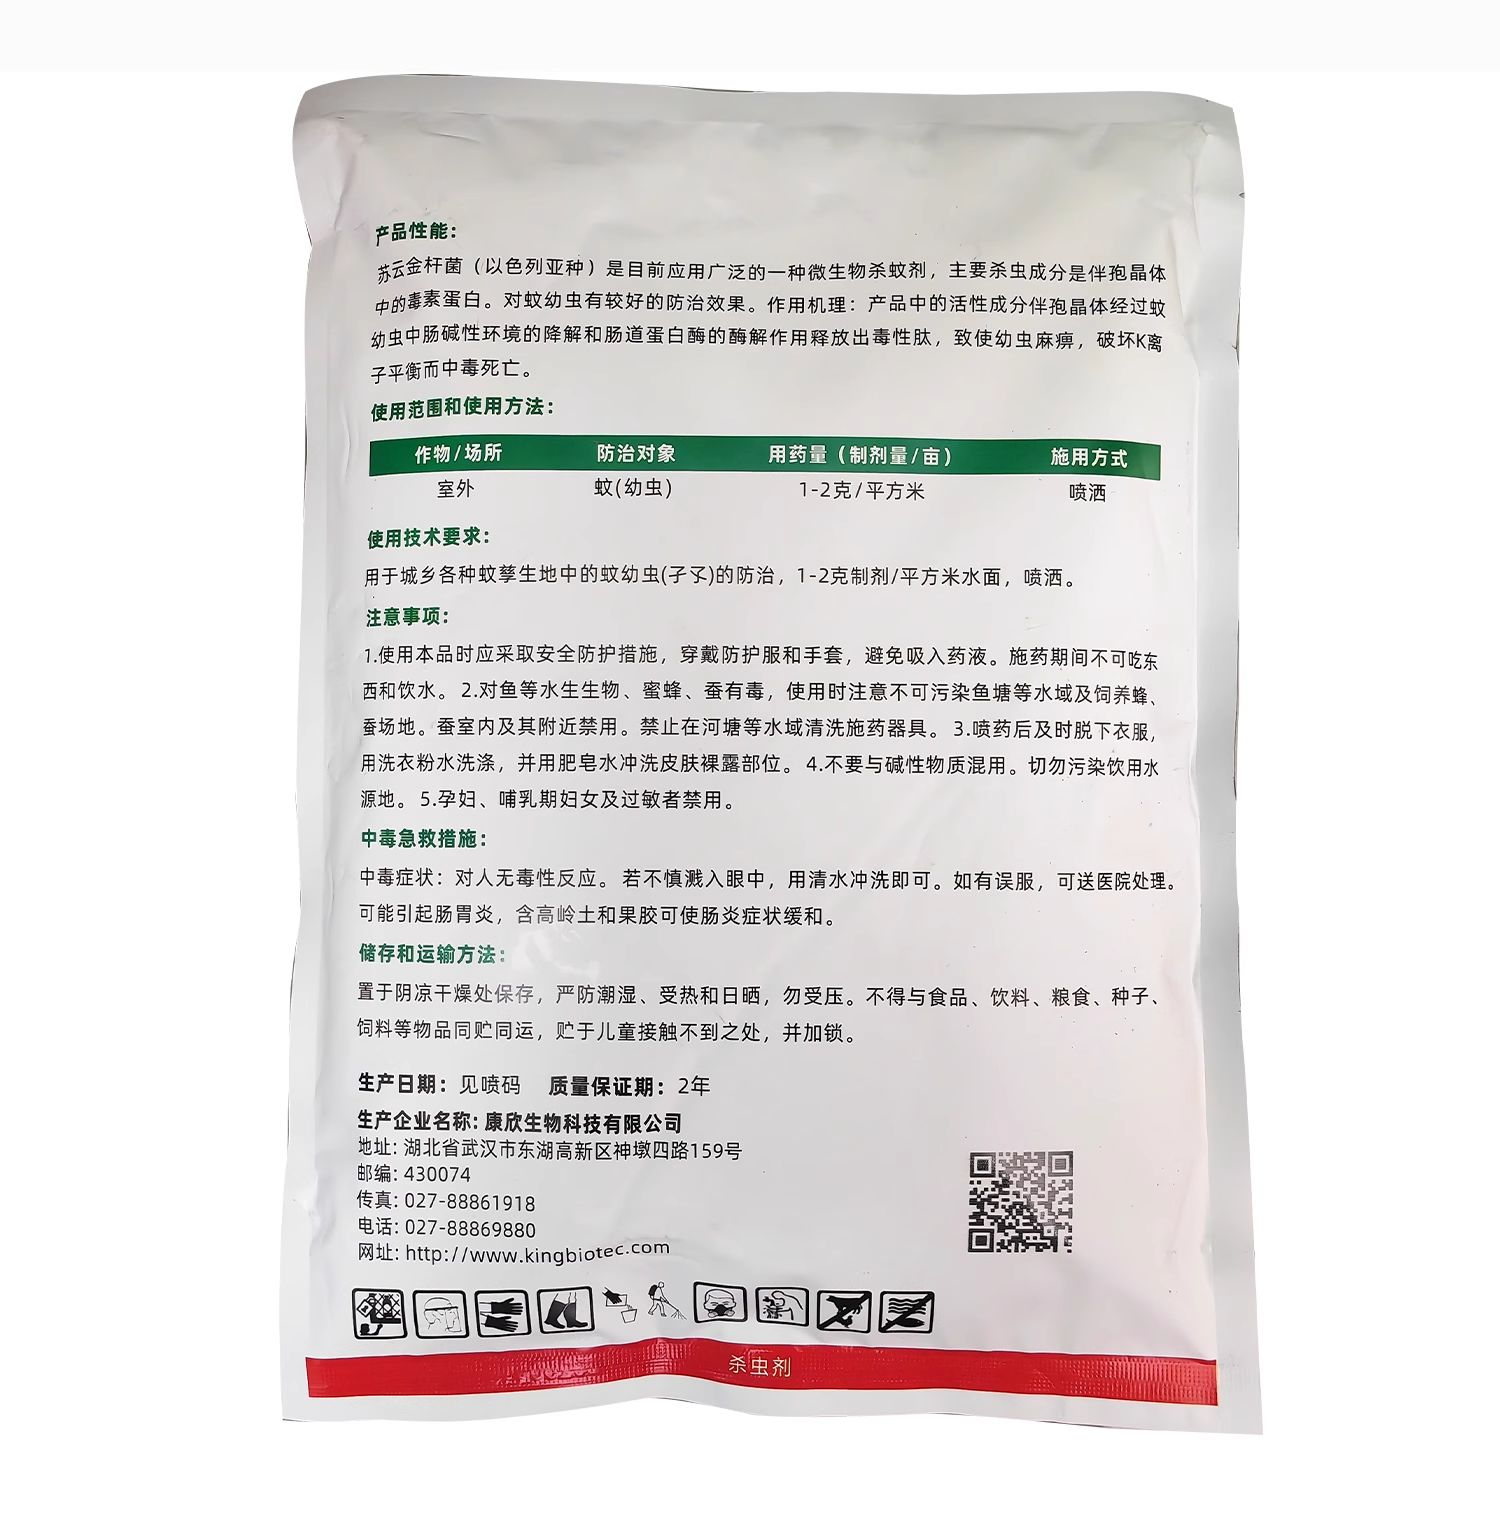 产品性能：
苏云金杆菌（以色列亚种）是目前应用广泛的一种微生物杀蚊剂，主要杀虫成分是伴孢晶体
中的毒素蛋白。对蚊幼虫有较好的防治效果。作用机理：产品中的活性成分伴孢晶体经过蚊
幼虫中肠碱性环境的降解和肠道蛋白酶的酶解作用释放出毒性肽，致使幼虫麻痹，破坏K离
子平衡而中毒死亡。
使用范围和使用方法：
作物/场所 防治对象 用药量（制剂量/亩） 施用方式
室外 蚊(幼虫) 1-2克/平方米 喷洒
使用技术要求：
用于城乡各种蚊孳生地中的蚊幼虫(孑孓)的防治，1-2克制剂/平方米水面，喷洒。
注意事项：
1.使用本品时应采取安全防护措施，穿戴防护服和手套，避免吸入药液。施药期间不可吃东
西和饮水。2.对鱼等水生生物、蜜蜂、蚕有毒，使用时注意不可污染鱼塘等水域及饲养蜂、
蚕场地。蚕室内及其附近禁用。禁止在河塘等水域清洗施药器具。3.喷药后及时脱下衣服，
用洗衣粉水洗涤，并用肥皂水冲洗皮肤裸露部位。4.不要与碱性物质混用。切勿污染饮用水
源地。5.孕妇、哺乳期妇女及过敏者禁用。
中毒急救措施：
中毒症状：对人无毒性反应。若不慎溅入眼中，用清水冲洗即可。如有误服，可送医院处理。
可能引起肠胃炎，含高岭土和果胶可使肠炎症状缓和。
储存和运输方法：
置于阴凉干燥处保存，严防潮湿、受热和日晒，勿受压。不得与食品、饮料、粮食、种子、
饲料等物品同贮同运，贮于儿童接触不到之处，并加锁。
生产日期：见喷码 质量保证期：2年
生产企业名称：康欣生物科技有限公司
地址：湖北省武汉市东湖高新区神墩四路159号
邮编：430074
传真：027-88861918
电话：027-88869880
网址：http://www.kingbiotec.com
杀虫剂